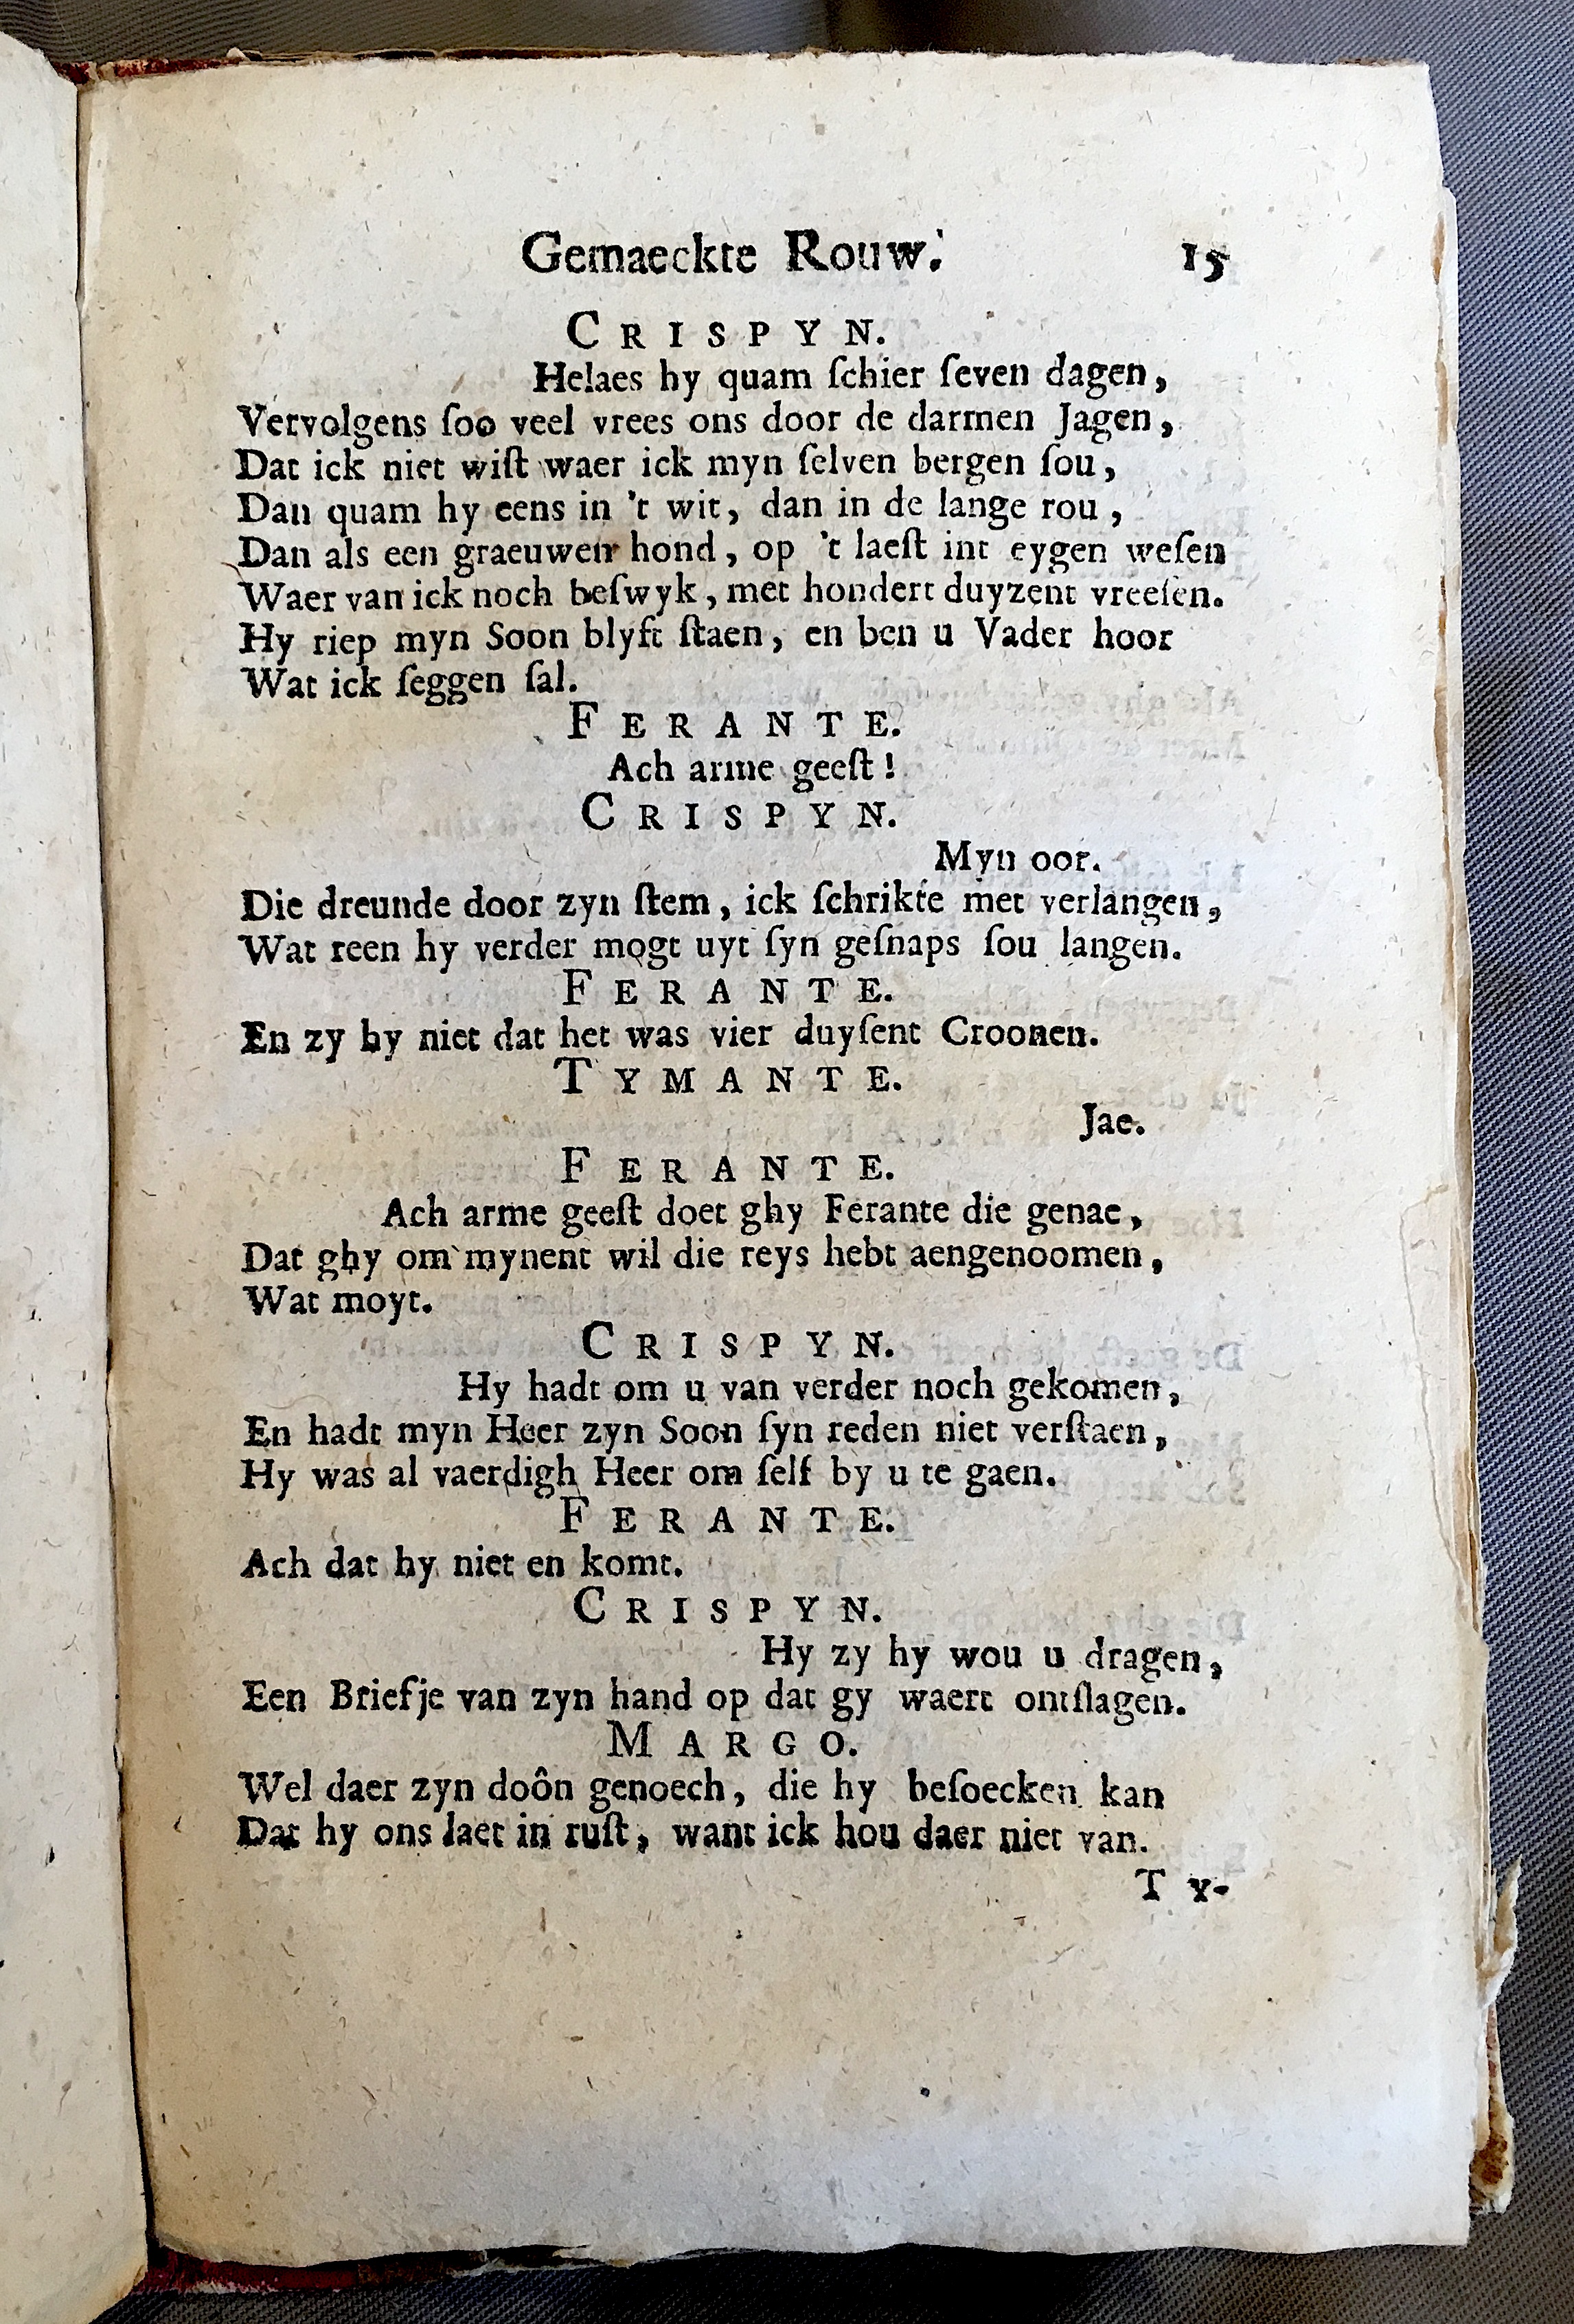 Gemaeckte Rouw. 15
CRISPYN.
Helaes hy quam ſchier ſeven dagen,
Vervolgens ſoo veel vrees ons door de darmen Jagen,
Dat ick niet wiſt waer ick myn ſelven bergen ſou,
Dan quam hy eens in 't wit, dan in de lange rou,
Dan als een graeuwen hond, op 't laeſt int eygen weſen
Waer van ick noch beſwyk, met hondert duyzent vreeſen.
Hy riep myn Soon blyft ſtaen, en ben u Vader hoor
Wat ick ſeggen ſal.
FERANTE.
Ach arme geeſt!
CRISPYN.
Myn oor.
Die dreunde door zyn ſtem, ick ſchrikte met verlangen,
Wat reen hy verder mogt uyt ſyn geſnaps ſou langen.
FERANTE.
En zy hy niet dat het was vier duyſent Croonen.
TYMANTE.
Jae.
FERANTE.
Ach arme geeſt doet ghy Ferante die genae,
Dat ghy om mynent wil die reys hebt aengenoomen,
Wat moyt.
CRISPYN.
Hy hadt om u van verder noch gekomen,
En hadt myn Heer zyn Soon ſyn reden niet verſtaen,
Hy was al vaerdigh Heer om ſelf by u te gaen.
FERANTE.
Ach dat hy niet en komt.
CRISPYN.
Hy zy hy wou u dragen,
Een Briefje van zyn hand op dat gy waert ontſlagen.
MARGO.
Wel daer zyn doôn genoech, die hy beſoecken kan
Dat hy ons laet in ruſt, want ick hou daer niet van.
TY-